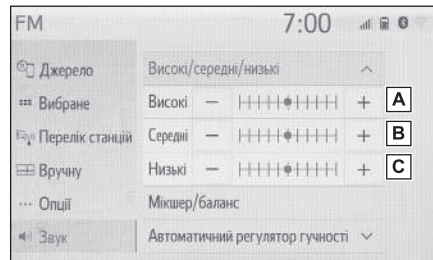 FM 7:00
Джерело
Вибране
Перелік станцій
Вручну
Опції
Звук
Високі/середні/низькі
Високі − + A
Середні − + B
Низькі − + C
Мікшер/баланс
Автоматичний регулятор гучності